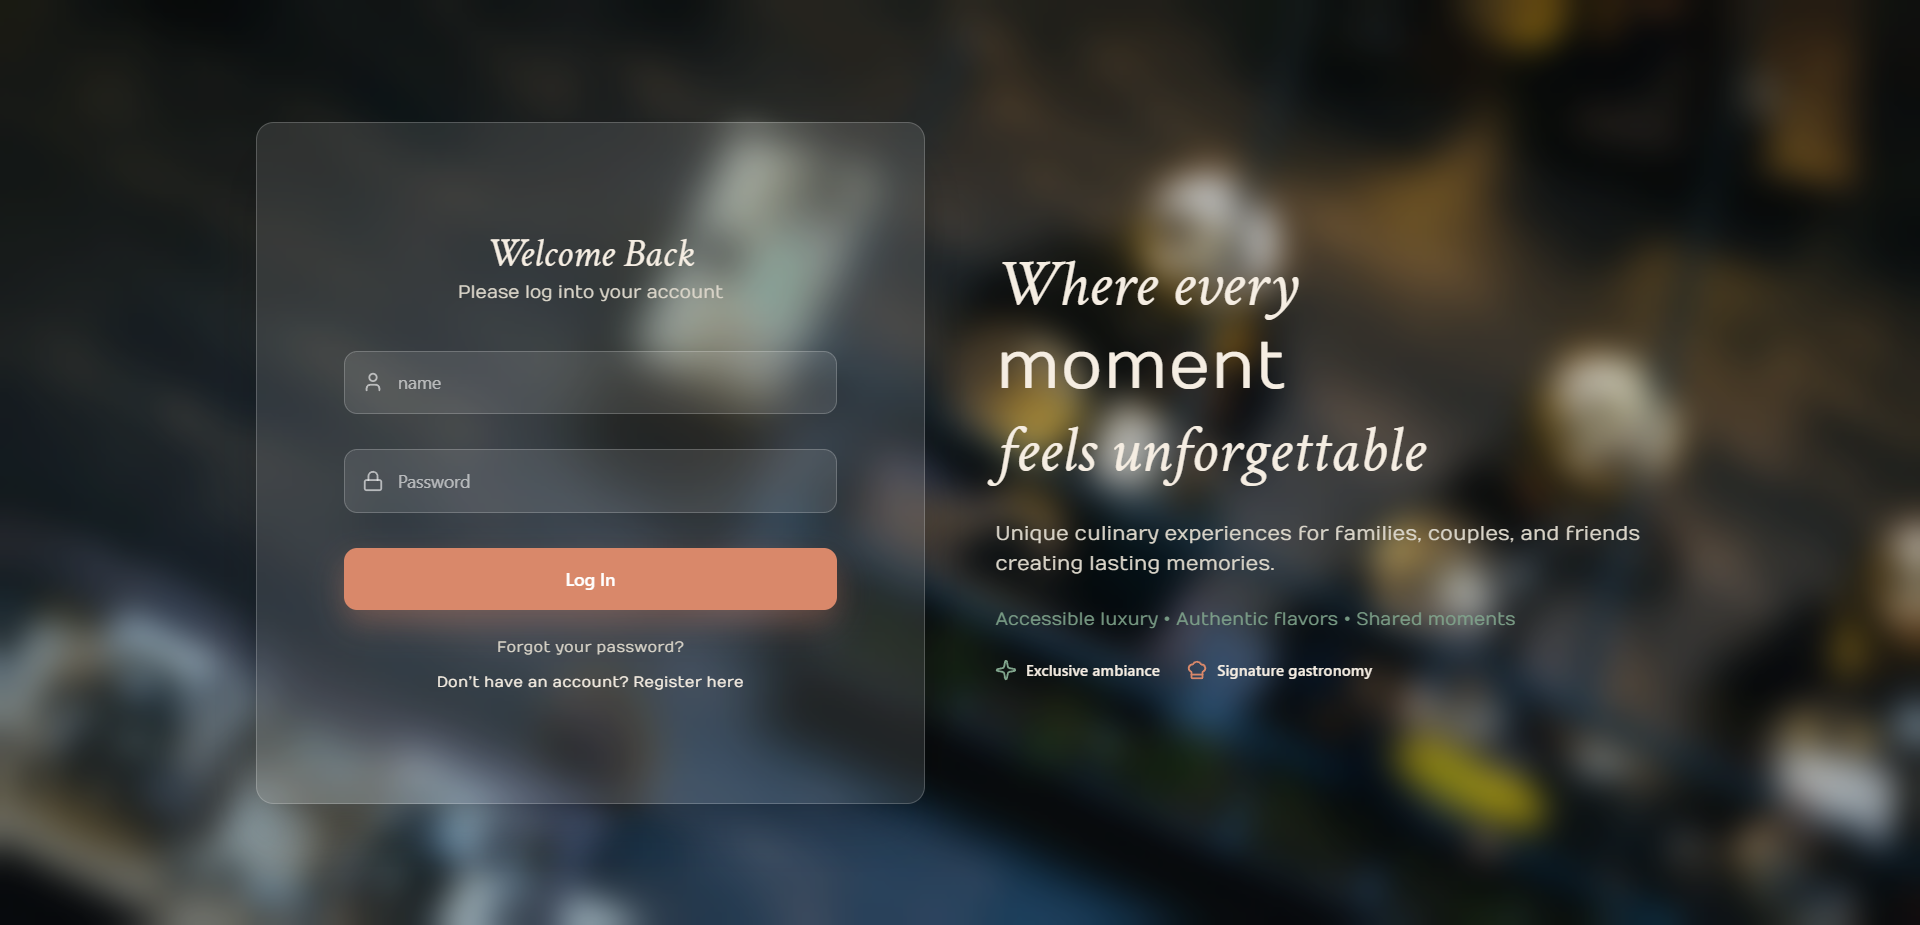 Welcome Back
Please log into your account
name
Password
Log In
Forgot your password?
Don't have an account? Register here
Where every
moment
feels unforgettable
Unique culinary experiences for families, couples, and friends
creating lasting memories.
Accessible luxury • Authentic flavors • Shared moments
Exclusive ambiance
Signature gastronomy